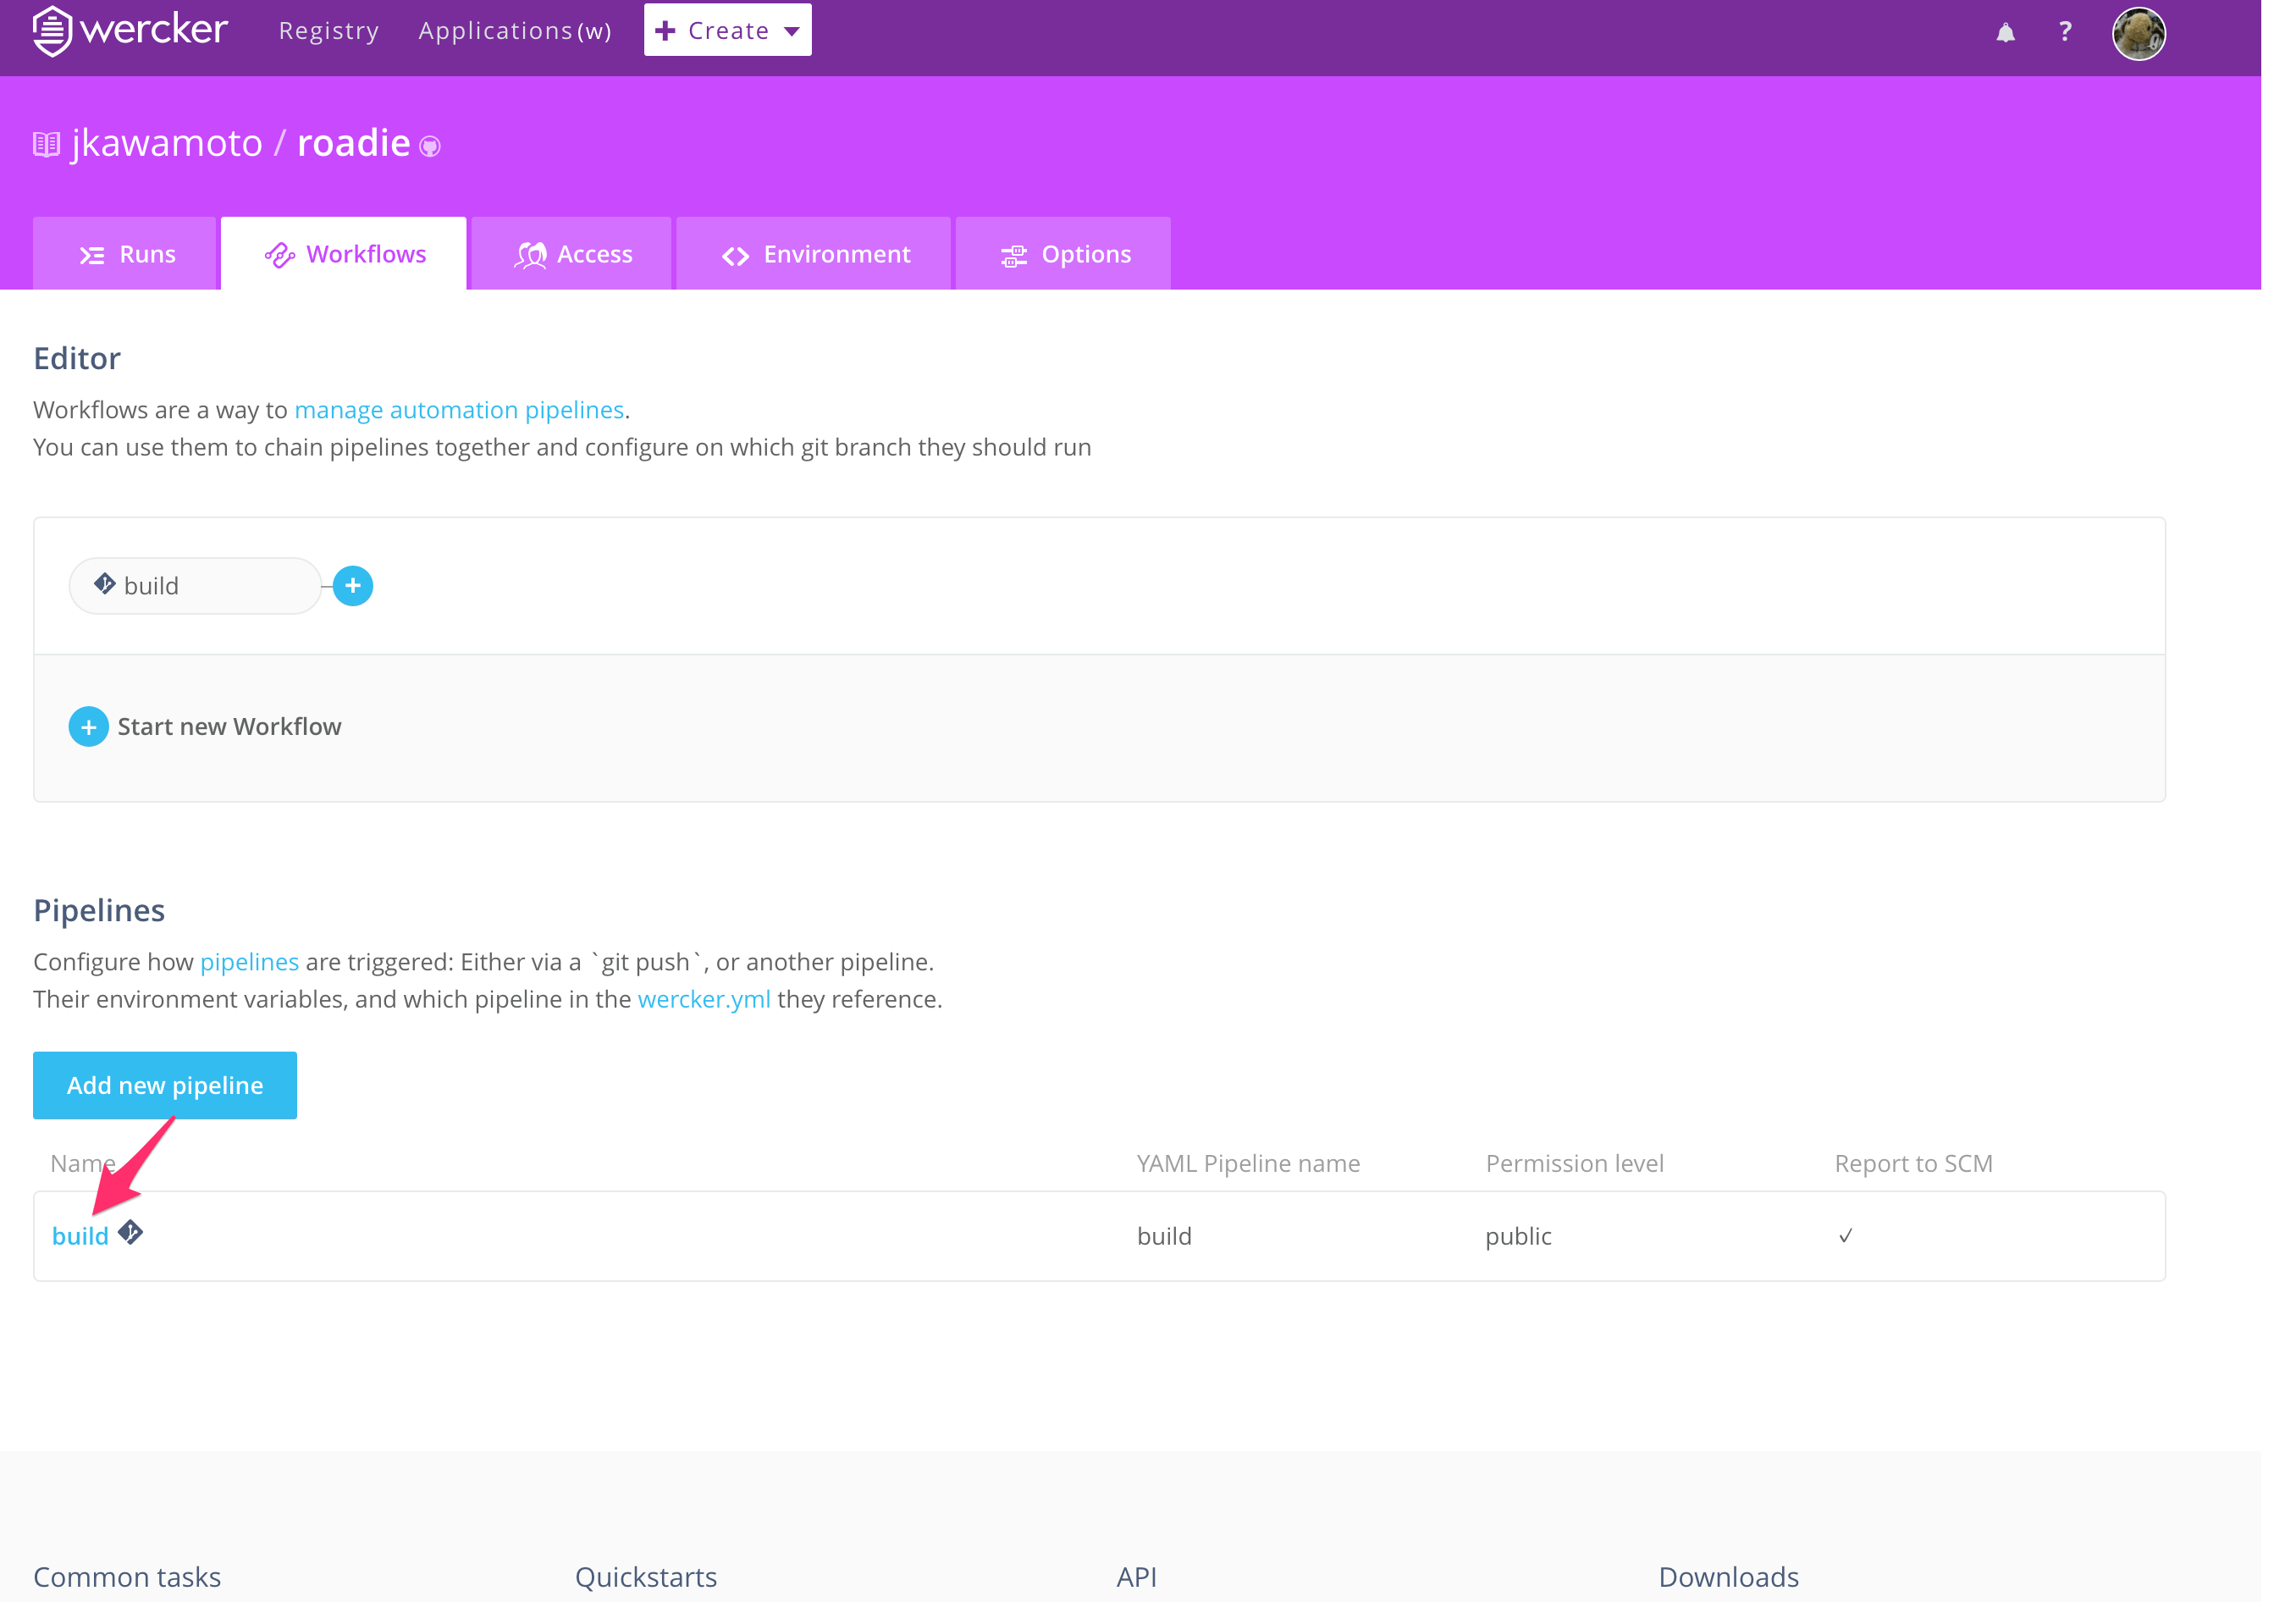 wercker Registry Applications (w) + Create ?
jkawamoto / roadie
Runs Workflows Access Environment Options
Editor
Workflows are a way to manage automation pipelines.
You can use them to chain pipelines together and configure on which git branch they should run
build +
+ Start new Workflow
Pipelines
Configure how pipelines are triggered: Either via a `git push`, or another pipeline.
Their environment variables, and which pipeline in the wercker.yml they reference.
Add new pipeline
Name YAML Pipeline name Permission level Report to SCM
build build public ✓
Common tasks Quickstarts API Downloads